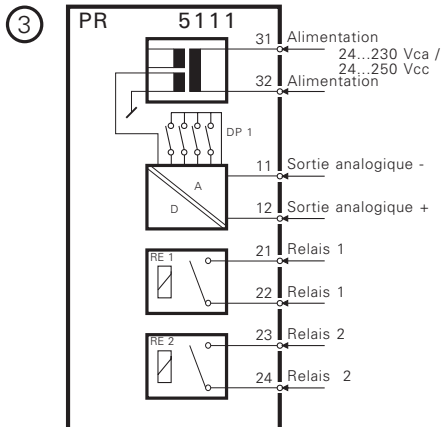 3
PR 5111
31 Alimentation
24...230 Vca /
24...250 Vcc
32 Alimentation
DP 1
11 Sortie analogique -
A
D
12 Sortie analogique +
21 Relais 1
RE 1
22 Relais 1
23 Relais 2
RE 2
24 Relais 2